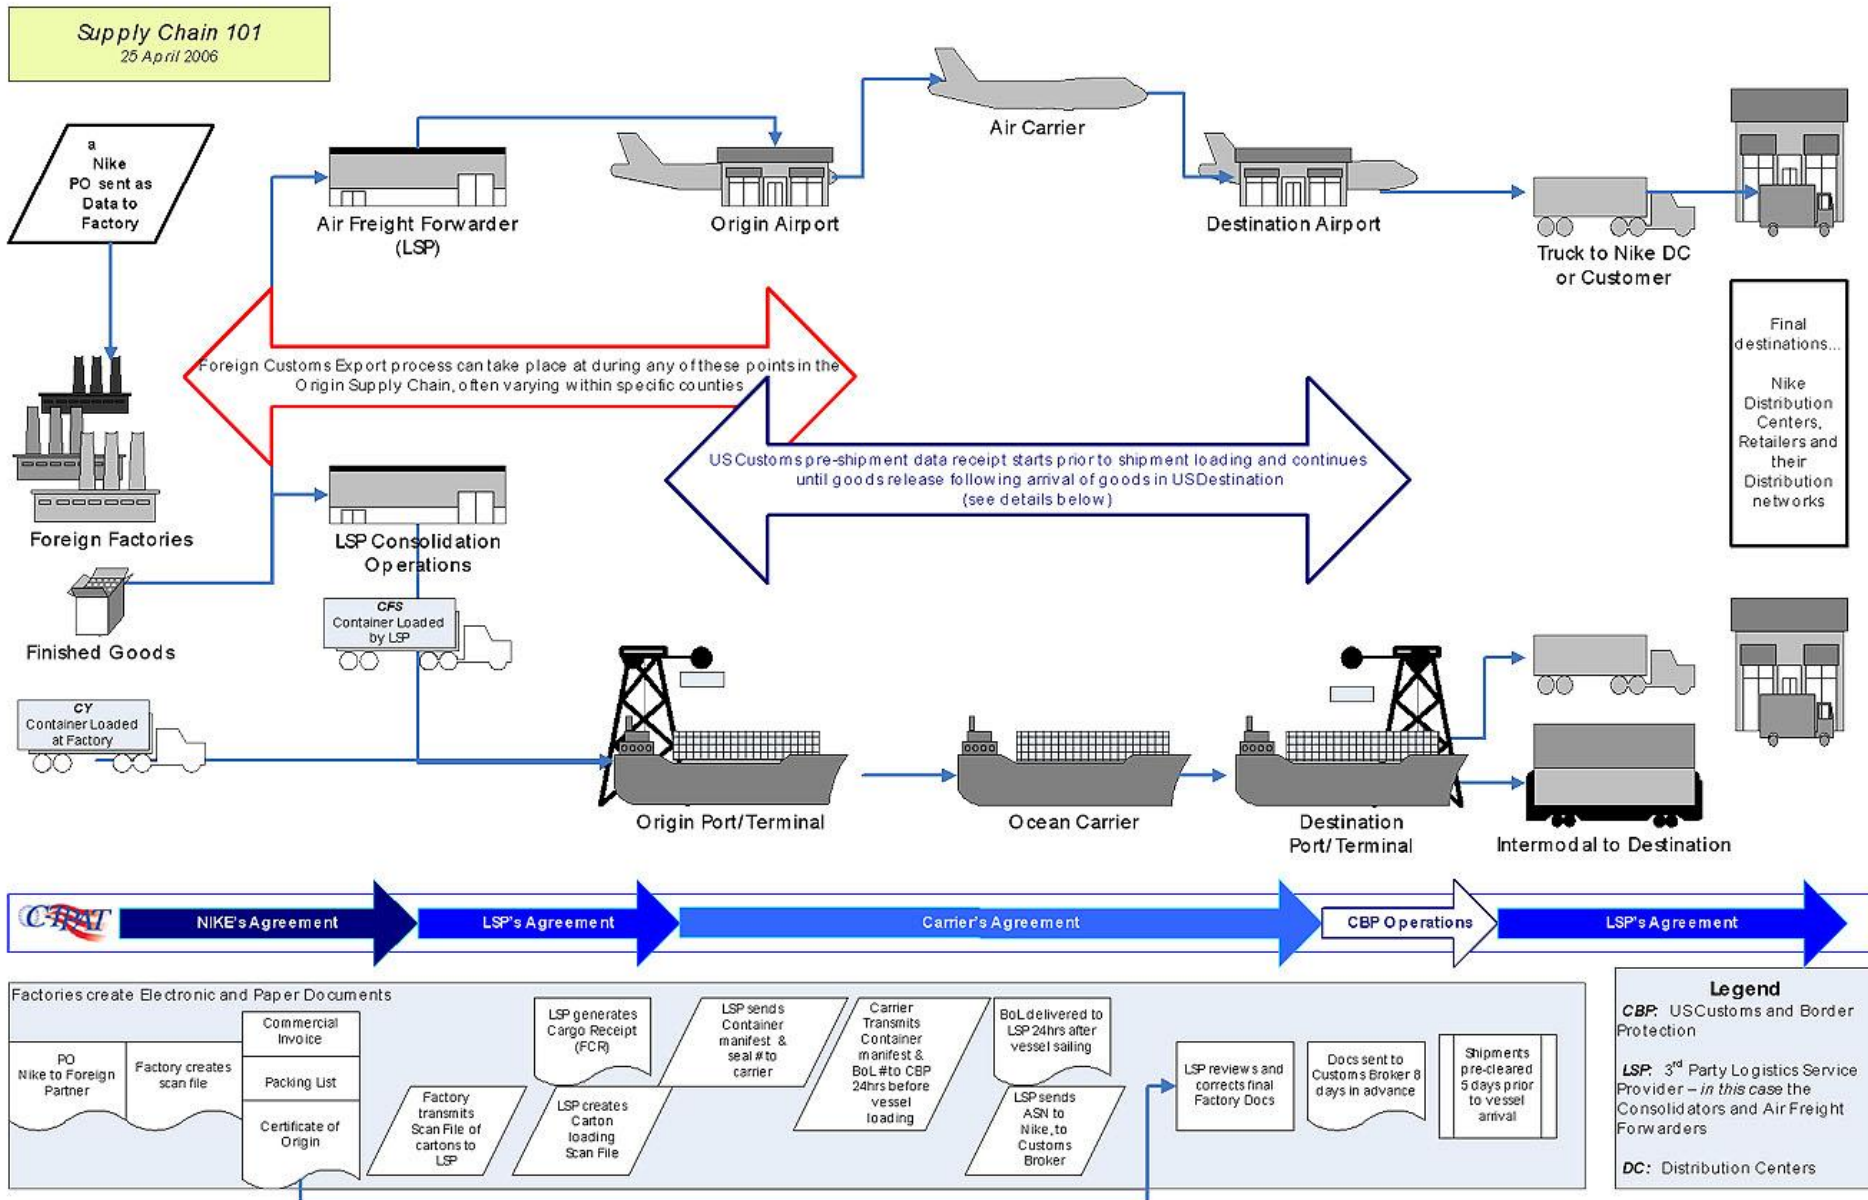 Supply Chain 101
25 April 2006
a
Nike
PO sent as
Data to
Factory
Air Freight Forwarder
(LSP)
Origin Airport
Air Carrier
Destination Airport
Truck to Nike DC
or Customer
Foreign Customs Export process can take place at during any of these points in the
Origin Supply Chain, often varying within specific counties
US Customs pre-shipment data receipt starts prior to shipment loading and continues
until goods release following arrival of goods in US Destination
(see details below)
Final
destinations...
Nike
Distribution
Centers,
Retailers and
their
Distribution
networks
Foreign Factories
LSP Consolidation
Operations
Finished Goods
CFS
Container Loaded
by LSP
CY
Container Loaded
at Factory
Origin Port/Terminal
Ocean Carrier
Destination
Port/Terminal
Intermodal to Destination
C-TPAT
NIKE's Agreement
LSP's Agreement
Carrier's Agreement
CBP Operations
LSP's Agreement
Factories create Electronic and Paper Documents
PO
Nike to Foreign
Partner
Factory creates
scan file
Commercial
Invoice
Packing List
Certificate of
Origin
Factory
transmits
Scan File of
cartons to
LSP
LSP generates
Cargo Receipt
(FCR)
LSP creates
Carton
loading
Scan File
LSP sends
Container
manifest &
seal # to
carrier
Carrier
Transmits
Container
manifest &
BoL # to CBP
24hrs before
vessel
loading
BoL delivered to
LSP 24hrs after
vessel sailing
LSP sends
ASN to
Nike, to
Customs
Broker
LSP reviews and
corrects final
Factory Docs
Docs sent to
Customs Broker 8
days in advance
Shipments
pre-cleared
5 days prior
to vessel
arrival
Legend
CBP: US Customs and Border
Protection
LSP: 3rd Party Logistics Service
Provider – in this case the
Consolidators and Air Freight
Forwarders
DC: Distribution Centers